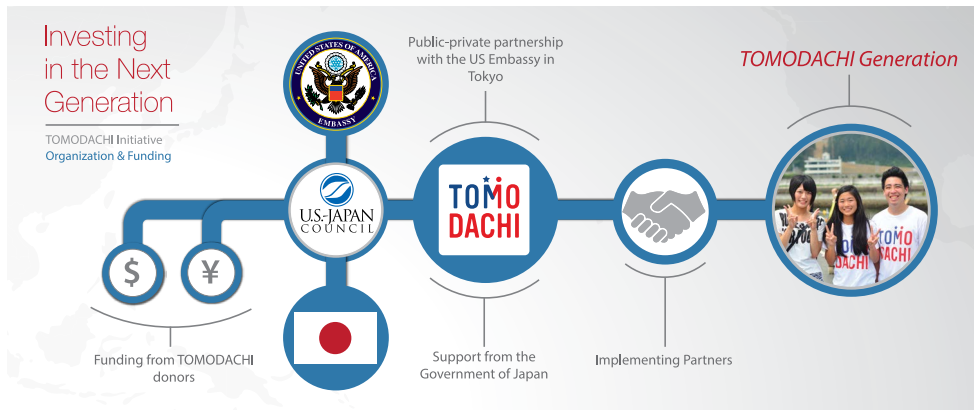 Investing
in the Next
Generation
TOMODACHI Initiative
Organization & Funding
UNITED STATES OF AMERICA
EMBASSY
Public-private partnership
with the US Embassy in
Tokyo
TOMODACHI Generation
U.S.-JAPAN
COUNCIL
TOMO
DACHI
TOMO
DACHI
TOMO
DACHI
$
¥
Funding from TOMODACHI
donors
Support from the
Government of Japan
Implementing Partners